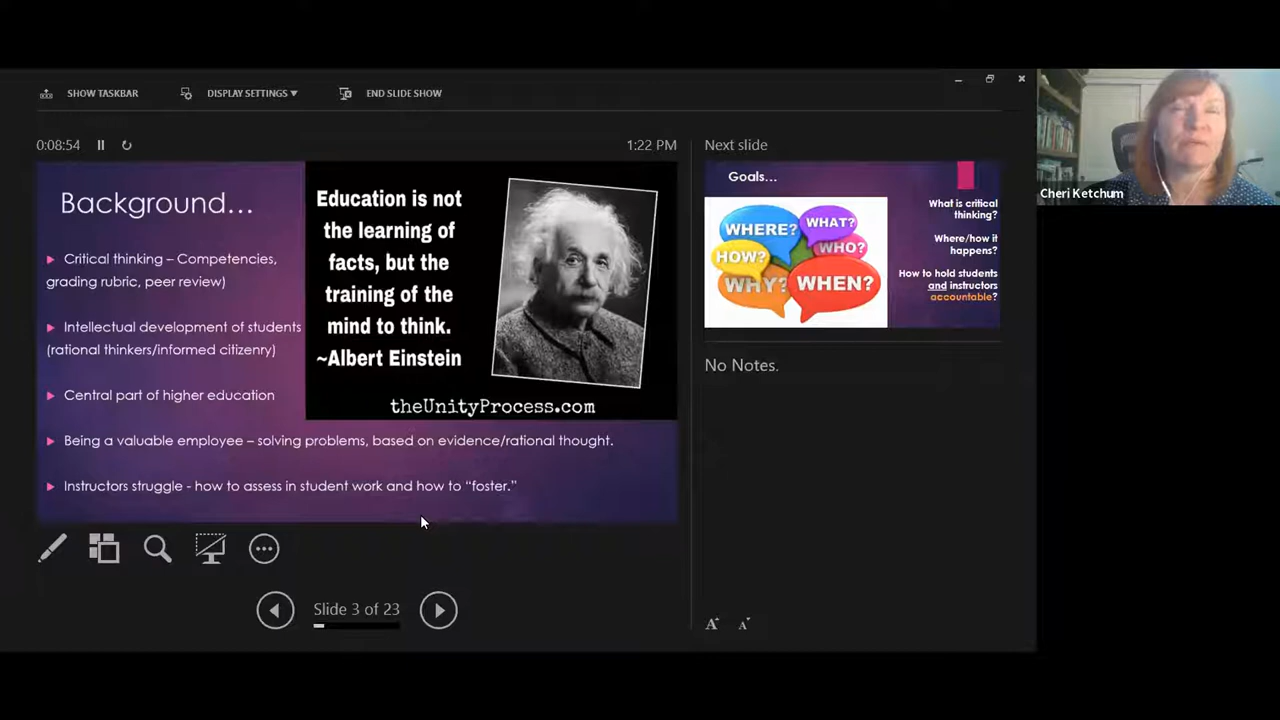 SHOW TASKBAR
DISPLAY SETTINGS ▾
END SLIDE SHOW
0:08:54
1:22 PM
Background…
Critical thinking – Competencies,
grading rubric, peer review)
Intellectual development of students
(rational thinkers/informed citizenry)
Central part of higher education
Being a valuable employee – solving problems, based on evidence/rational thought.
Instructors struggle - how to assess in student work and how to “foster.”
Education is not
the learning of
facts, but the
training of the
mind to think.
~Albert Einstein
theUnityProcess.com
Slide 3 of 23
Next slide
Goals…
WHERE?
WHAT?
HOW?
WHO?
WHY?
WHEN?
What is critical
thinking?
Where/how it
happens?
How to hold students
and instructors
accountable?
No Notes.
A
A
Cheri Ketchum